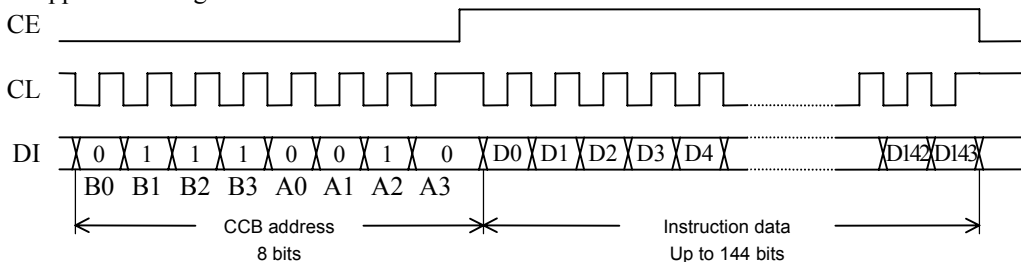 CE
CL
DI 0 1 1 1 0 0 1 0 D0 D1 D2 D3 D4 D142 D143
B0 B1 B2 B3 A0 A1 A2 A3
CCB address Instruction data
8 bits Up to 144 bits